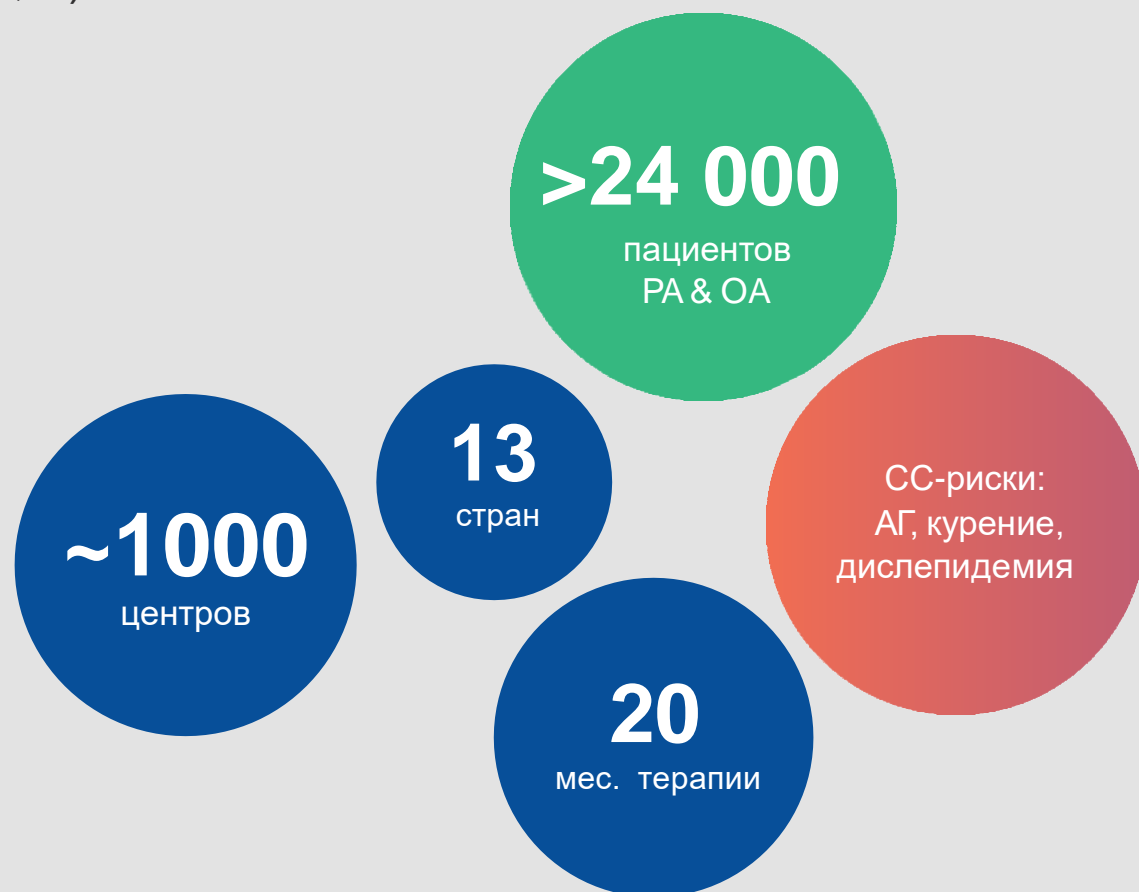 >24 000
пациентов
РА & ОА
13
стран
~1000
центров
СС-риски:
АГ, курение,
дислепидемия
20
мес. терапии